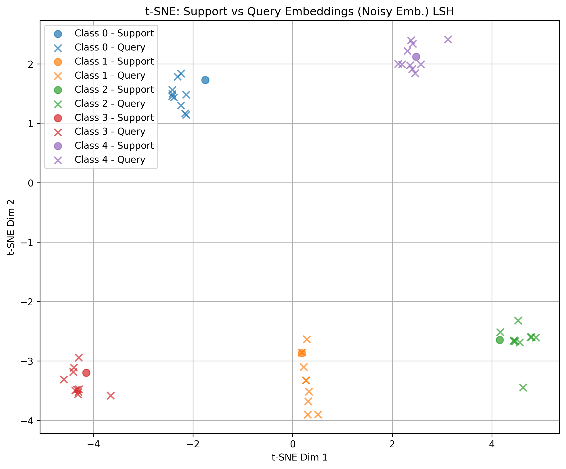 t-SNE: Support vs Query Embeddings (Noisy Emb.) LSH
Class 0 - Support
Class 0 - Query
Class 1 - Support
Class 1 - Query
Class 2 - Support
Class 2 - Query
Class 3 - Support
Class 3 - Query
Class 4 - Support
Class 4 - Query
t-SNE Dim 2
2
1
0
−1
−2
−3
−4
−4
−2
0
2
4
t-SNE Dim 1